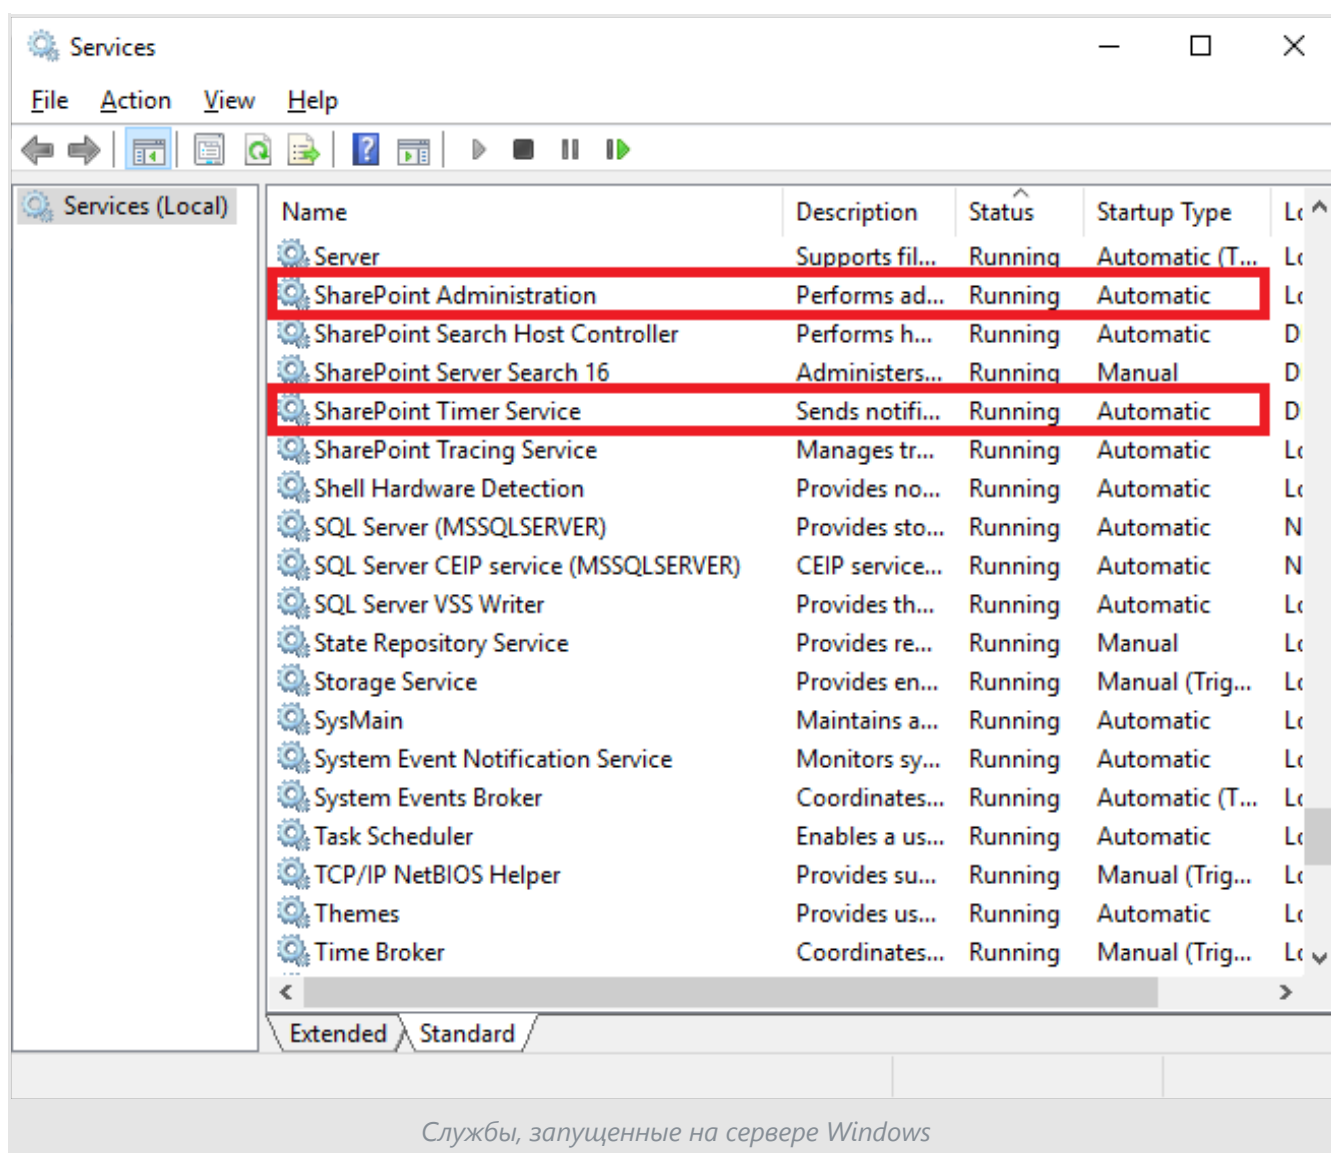 Services
File Action View Help
Services (Local)
Name Description Status Startup Type
Server Supports fil... Running Automatic (T...
SharePoint Administration Performs ad... Running Automatic
SharePoint Search Host Controller Performs h... Running Automatic
SharePoint Server Search 16 Administers... Running Manual
SharePoint Timer Service Sends notifi... Running Automatic
SharePoint Tracing Service Manages tr... Running Automatic
Shell Hardware Detection Provides no... Running Automatic
SQL Server (MSSQLSERVER) Provides sto... Running Automatic
SQL Server CEIP service (MSSQLSERVER) CEIP service... Running Automatic
SQL Server VSS Writer Provides th... Running Automatic
State Repository Service Provides re... Running Manual
Storage Service Provides en... Running Manual (Trig...
SysMain Maintains a... Running Automatic
System Event Notification Service Monitors sy... Running Automatic
System Events Broker Coordinates... Running Automatic (T...
Task Scheduler Enables a us... Running Automatic
TCP/IP NetBIOS Helper Provides su... Running Manual (Trig...
Themes Provides us... Running Automatic
Time Broker Coordinates... Running Manual (Trig...
Extended Standard
Службы, запущенные на сервере Windows